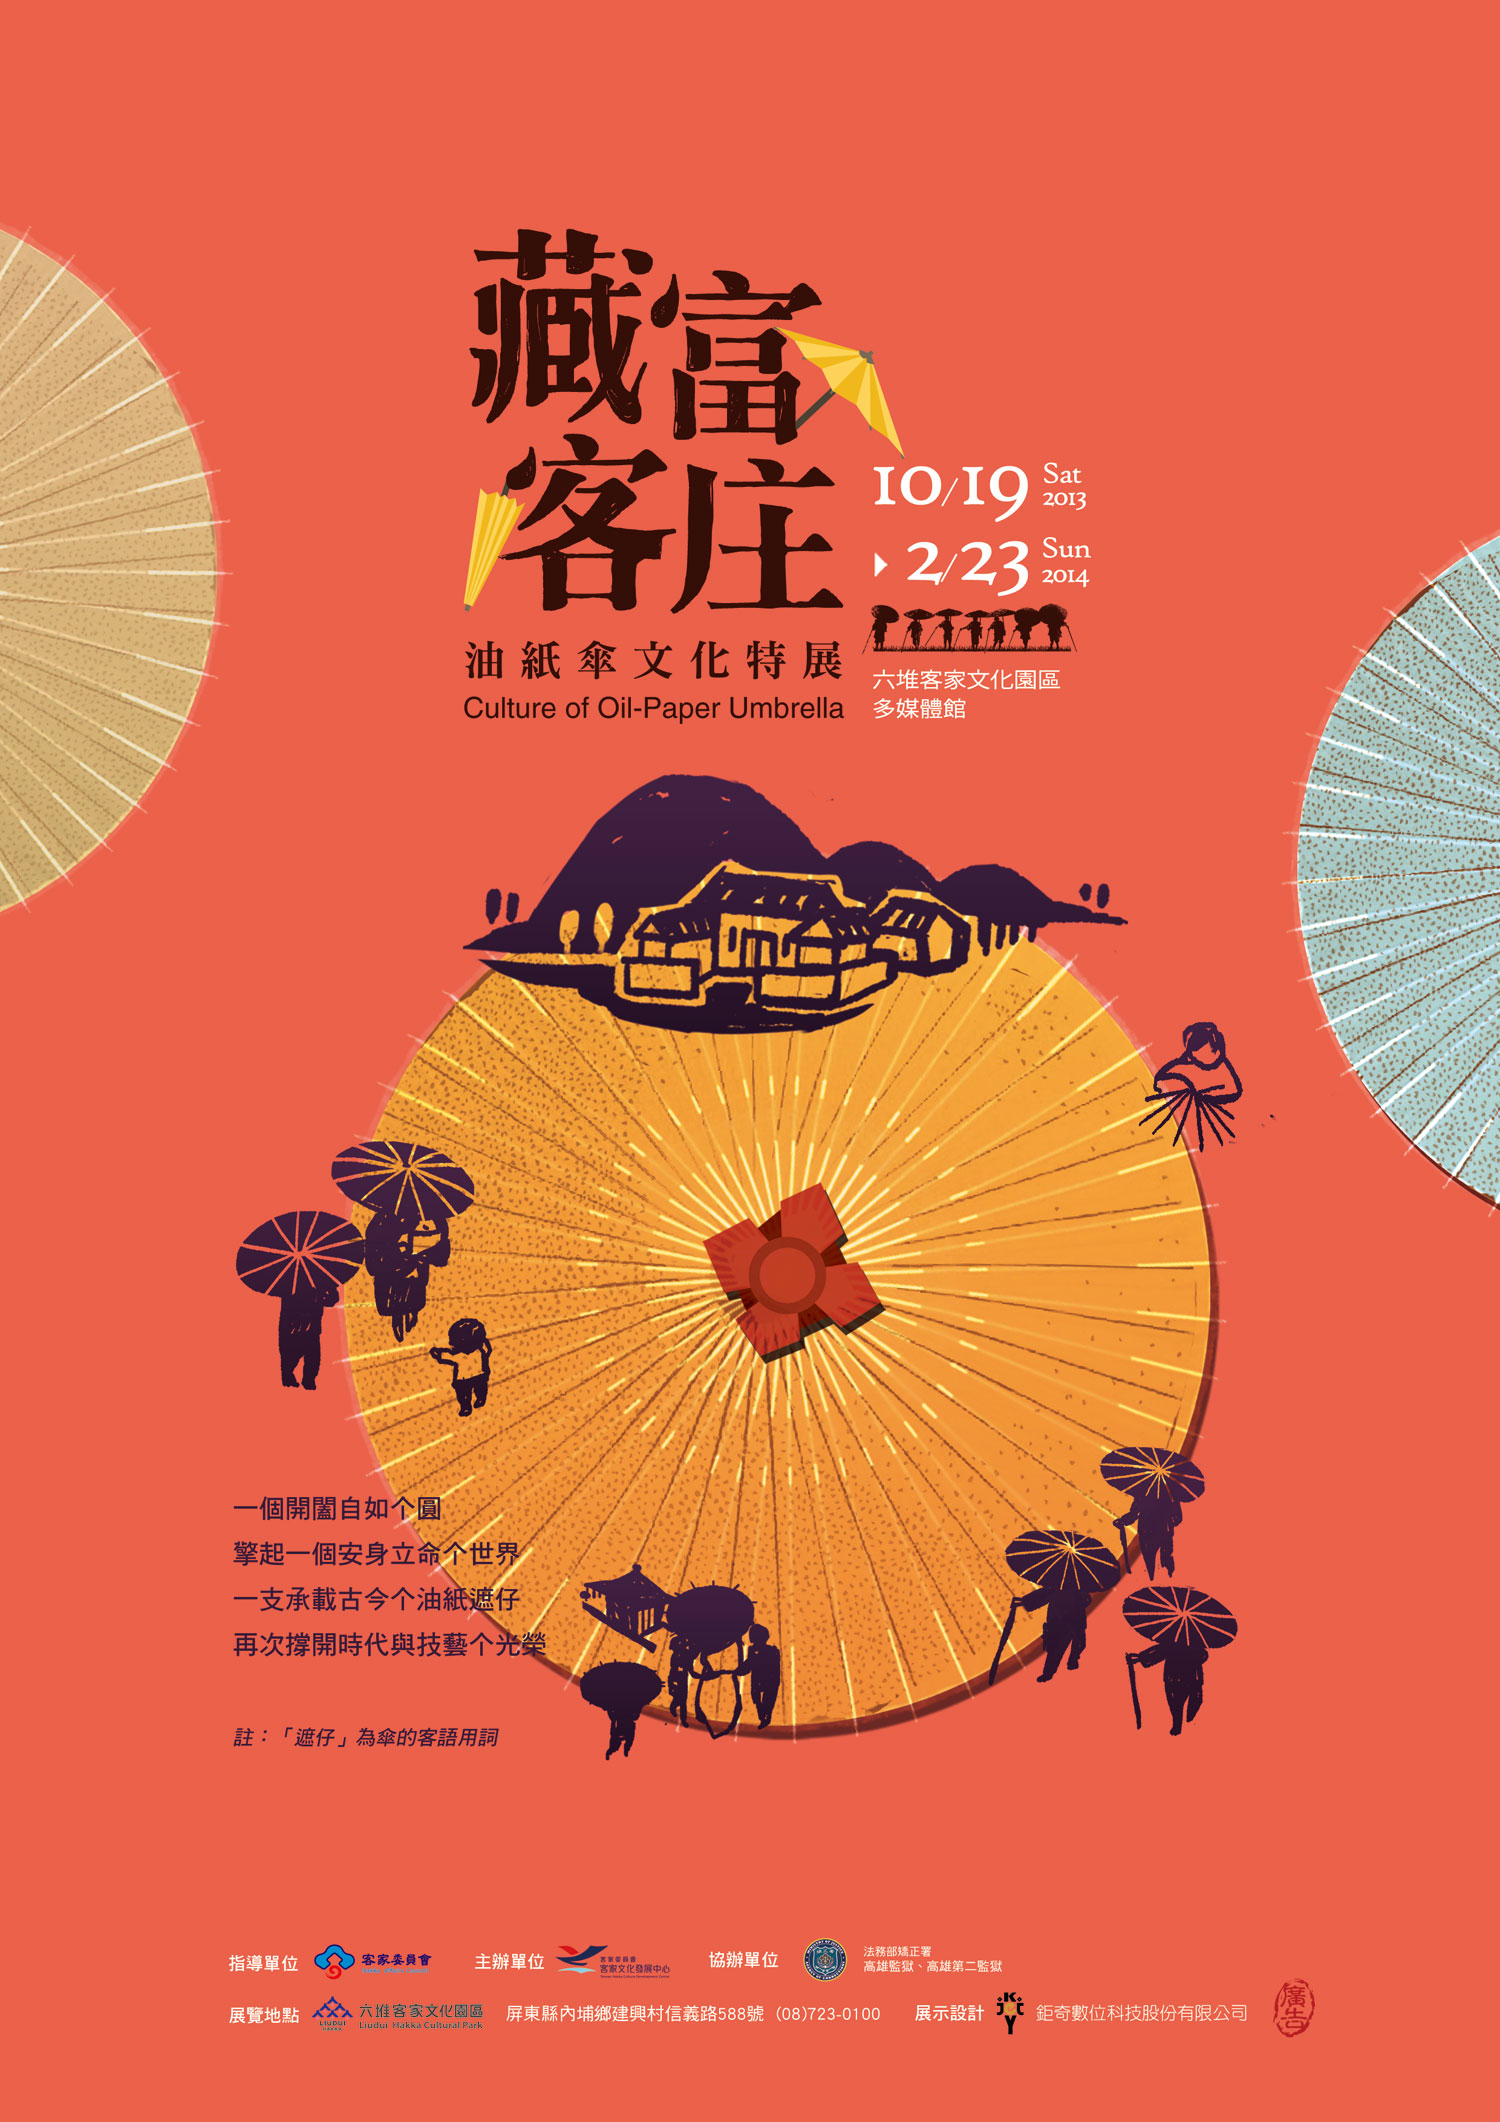 藏富
客庄
油紙傘文化特展
Culture of Oil-Paper Umbrella
10/19 Sat 2013
2/23 Sun 2014
六堆客家文化園區
多媒體館
一個開闔自如个圓
擎起一個安身立命个世界
一支承載古今个油紙遮仔
再次撐開時代與技藝个光榮
註：「遮仔」為傘的客語用詞
指導單位 客家委員會
主辦單位 客家委員會 客家文化發展中心
協辦單位 法務部矯正署
高雄監獄、高雄第二監獄
展覽地點 LIUDUI HAKKA 六堆客家文化園區
Liudui Hakka Cultural Park
屏東縣內埔鄉建興村信義路588號 (08)723-0100
展示設計 鉅奇數位科技股份有限公司
廣告